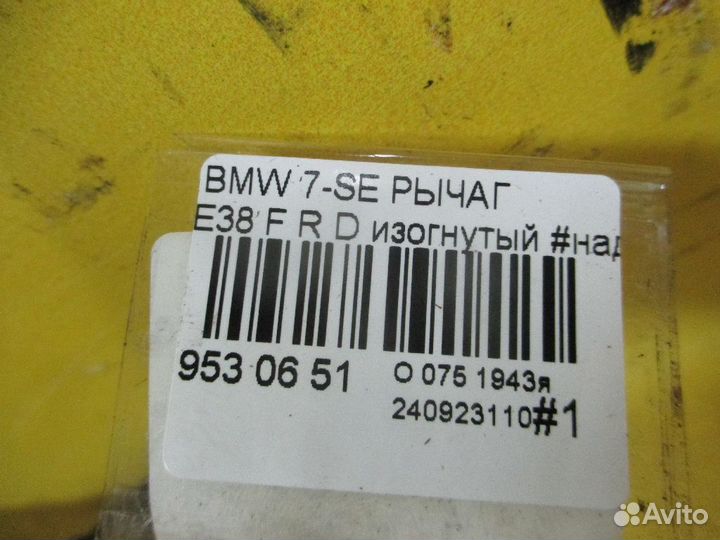 BMW 7-SE РЫЧАГ
E38 F R D изогнутый #над
953 06 51
О 075 1943я
240923110#1
Avito